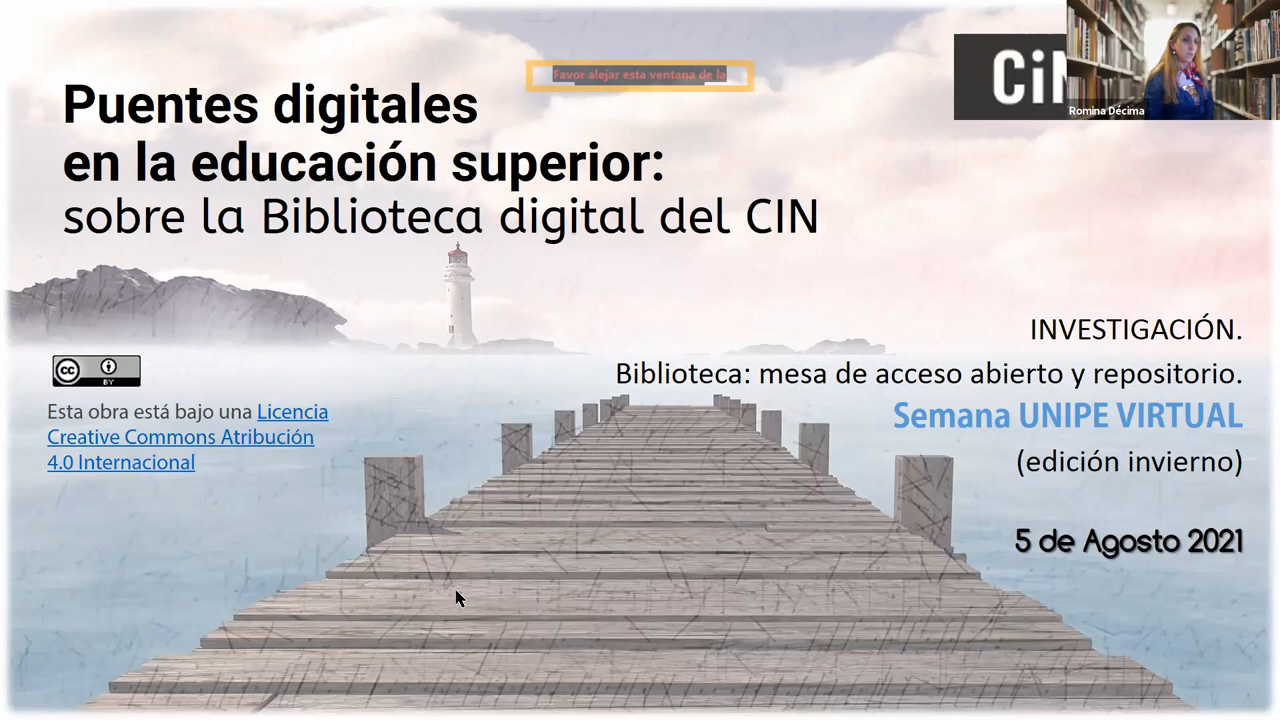 Favor alejar esta ventana de la
Puentes digitales
en la educación superior:
sobre la Biblioteca digital del CIN
Romina Décima
INVESTIGACIÓN.
Biblioteca: mesa de acceso abierto y repositorio.
Semana UNIPE VIRTUAL
(edición invierno)
5 de Agosto 2021
cc
BY
Esta obra está bajo una Licencia
Creative Commons Atribución
4.0 Internacional